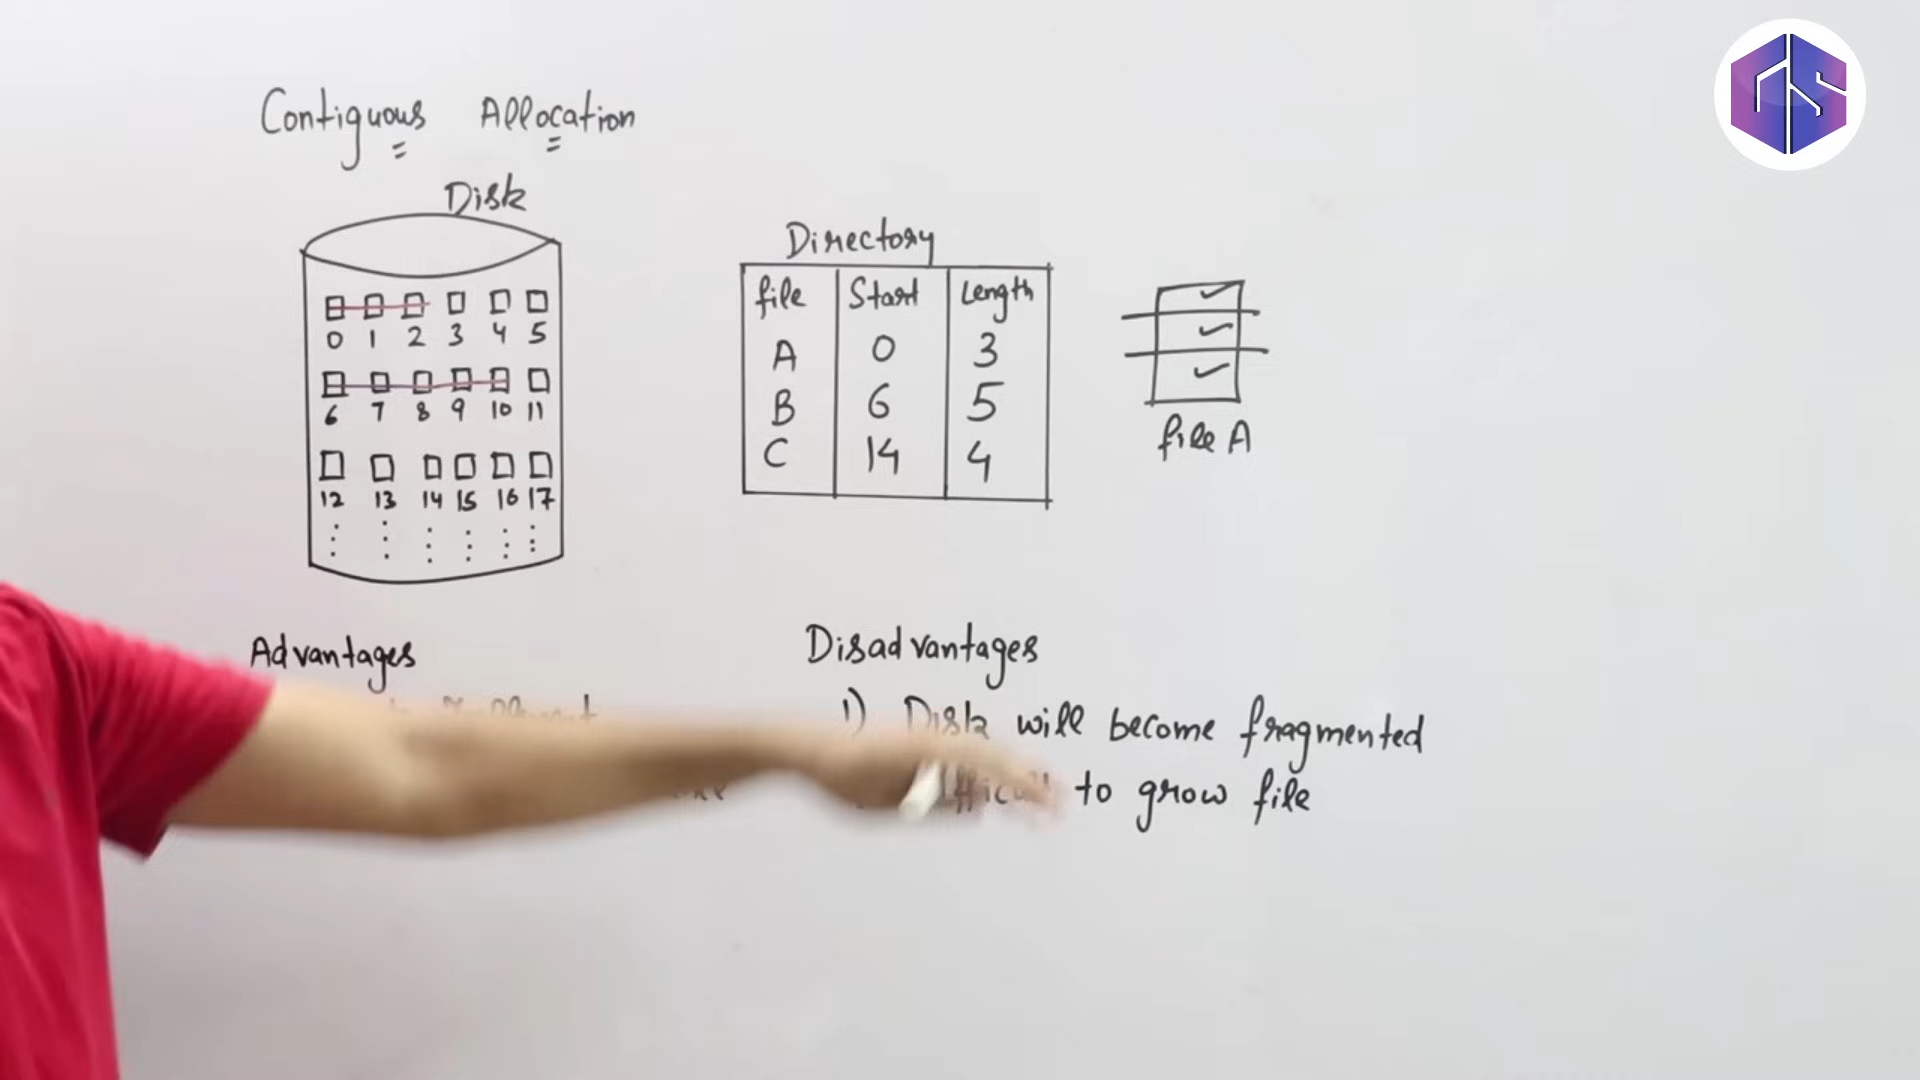 Contiguous Allocation
Disk
0 1 2 3 4 5
6 7 8 9 10 11
12 13 14 15 16 17
Directory
file Start Length
A 0 3
B 6 5
C 14 4
file A
Advantages
Disadvantages
1) Disk will become fragmented
to grow file